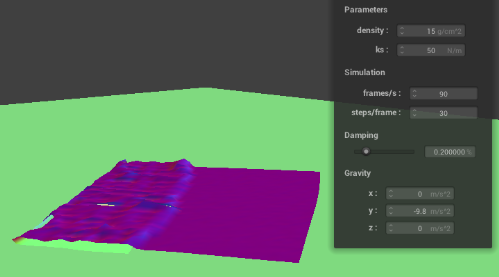 Parameters
density : 15 g/cm^2
ks : 50 N/m
Simulation
frames/s : 90
steps/frame : 30
Damping
0.200000 %
Gravity
x : 0 m/s^2
y : -9.8 m/s^2
z : 0 m/s^2